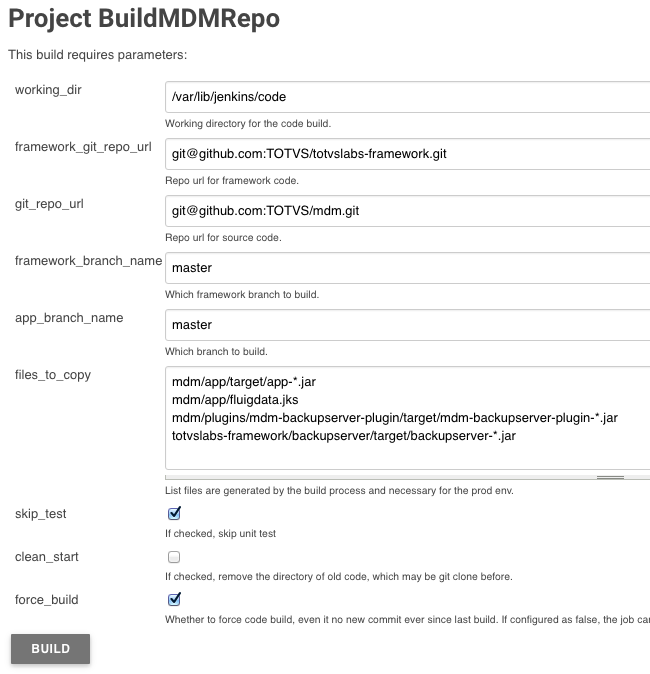 Project BuildMDMRepo
This build requires parameters:
working_dir
/var/lib/jenkins/code
Working directory for the code build.
framework_git_repo_url
git@github.com:TOTVS/totvslabs-framework.git
Repo url for framework code.
git_repo_url
git@github.com:TOTVS/mdm.git
Repo url for source code.
framework_branch_name
master
Which framework branch to build.
app_branch_name
master
Which branch to build.
files_to_copy
mdm/app/target/app-*.jar
mdm/app/fluigdata.jks
mdm/plugins/mdm-backupserver-plugin/target/mdm-backupserver-plugin-*.jar
totvslabs-framework/backupserver/target/backupserver-*.jar
List files are generated by the build process and necessary for the prod env.
skip_test
If checked, skip unit test
clean_start
If checked, remove the directory of old code, which may be git clone before.
force_build
Whether to force code build, even it no new commit ever since last build. If configured as false, the job ca
BUILD